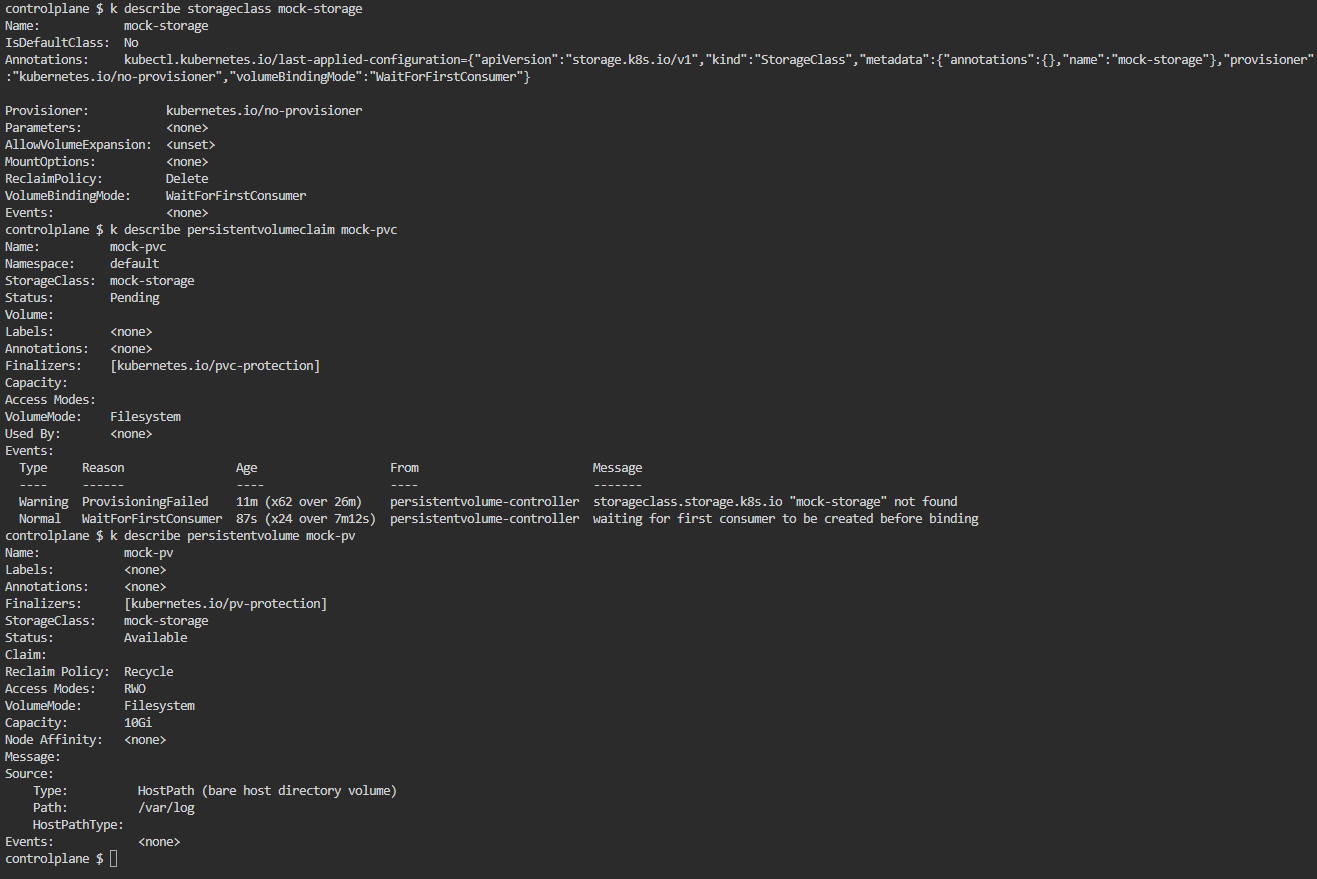 controlplane $ k describe storageclass mock-storage
Name:            mock-storage
IsDefaultClass:  No
Annotations:     kubectl.kubernetes.io/last-applied-configuration={"apiVersion":"storage.k8s.io/v1","kind":"StorageClass","metadata":{"annotations":{},"name":"mock-storage"},"provisioner"
:"kubernetes.io/no-provisioner","volumeBindingMode":"WaitForFirstConsumer"}
Provisioner:           kubernetes.io/no-provisioner
Parameters:            <none>
AllowVolumeExpansion:  <unset>
MountOptions:          <none>
ReclaimPolicy:         Delete
VolumeBindingMode:     WaitForFirstConsumer
Events:                <none>
controlplane $ k describe persistentvolumeclaim mock-pvc
Name:          mock-pvc
Namespace:     default
StorageClass:  mock-storage
Status:        Pending
Volume:
Labels:        <none>
Annotations:   <none>
Finalizers:    [kubernetes.io/pvc-protection]
Capacity:
Access Modes:
VolumeMode:    Filesystem
Used By:       <none>
Events:
  Type     Reason                Age                    From                         Message
  ----     ------                ----                   ----                         -------
  Warning  ProvisioningFailed    11m (x62 over 26m)     persistentvolume-controller  storageclass.storage.k8s.io "mock-storage" not found
  Normal   WaitForFirstConsumer  87s (x24 over 7m12s)  persistentvolume-controller  waiting for first consumer to be created before binding
controlplane $ k describe persistentvolume mock-pv
Name:            mock-pv
Labels:          <none>
Annotations:     <none>
Finalizers:      [kubernetes.io/pv-protection]
StorageClass:    mock-storage
Status:          Available
Claim:
Reclaim Policy:  Recycle
Access Modes:    RWO
VolumeMode:      Filesystem
Capacity:        10Gi
Node Affinity:   <none>
Message:
Source:
    Type:          HostPath (bare host directory volume)
    Path:          /var/log
    HostPathType:
Events:            <none>
controlplane $